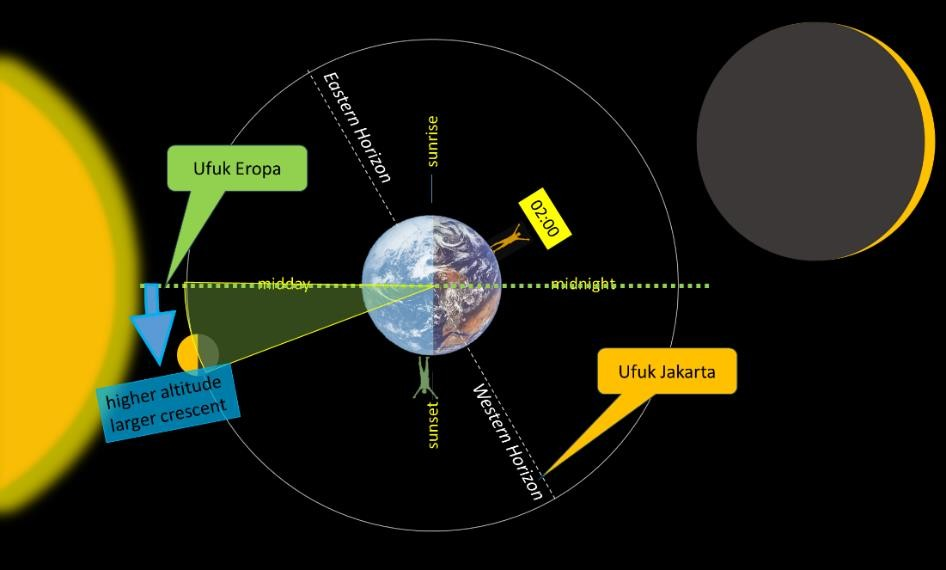 Eastern Horizon
sunrise
Ufuk Eropa
02:00
midday
midnight
Ufuk Jakarta
higher altitude
larger crescent
sunset
Western Horizon